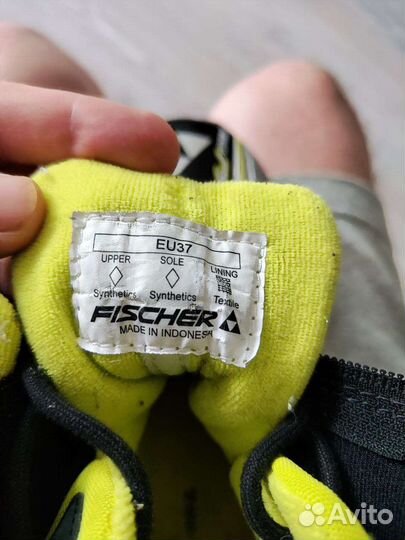 EU37
UPPER SOLE LINING
Synthetics Synthetics Textile
FISCHER
MADE IN INDONESIA
Avito